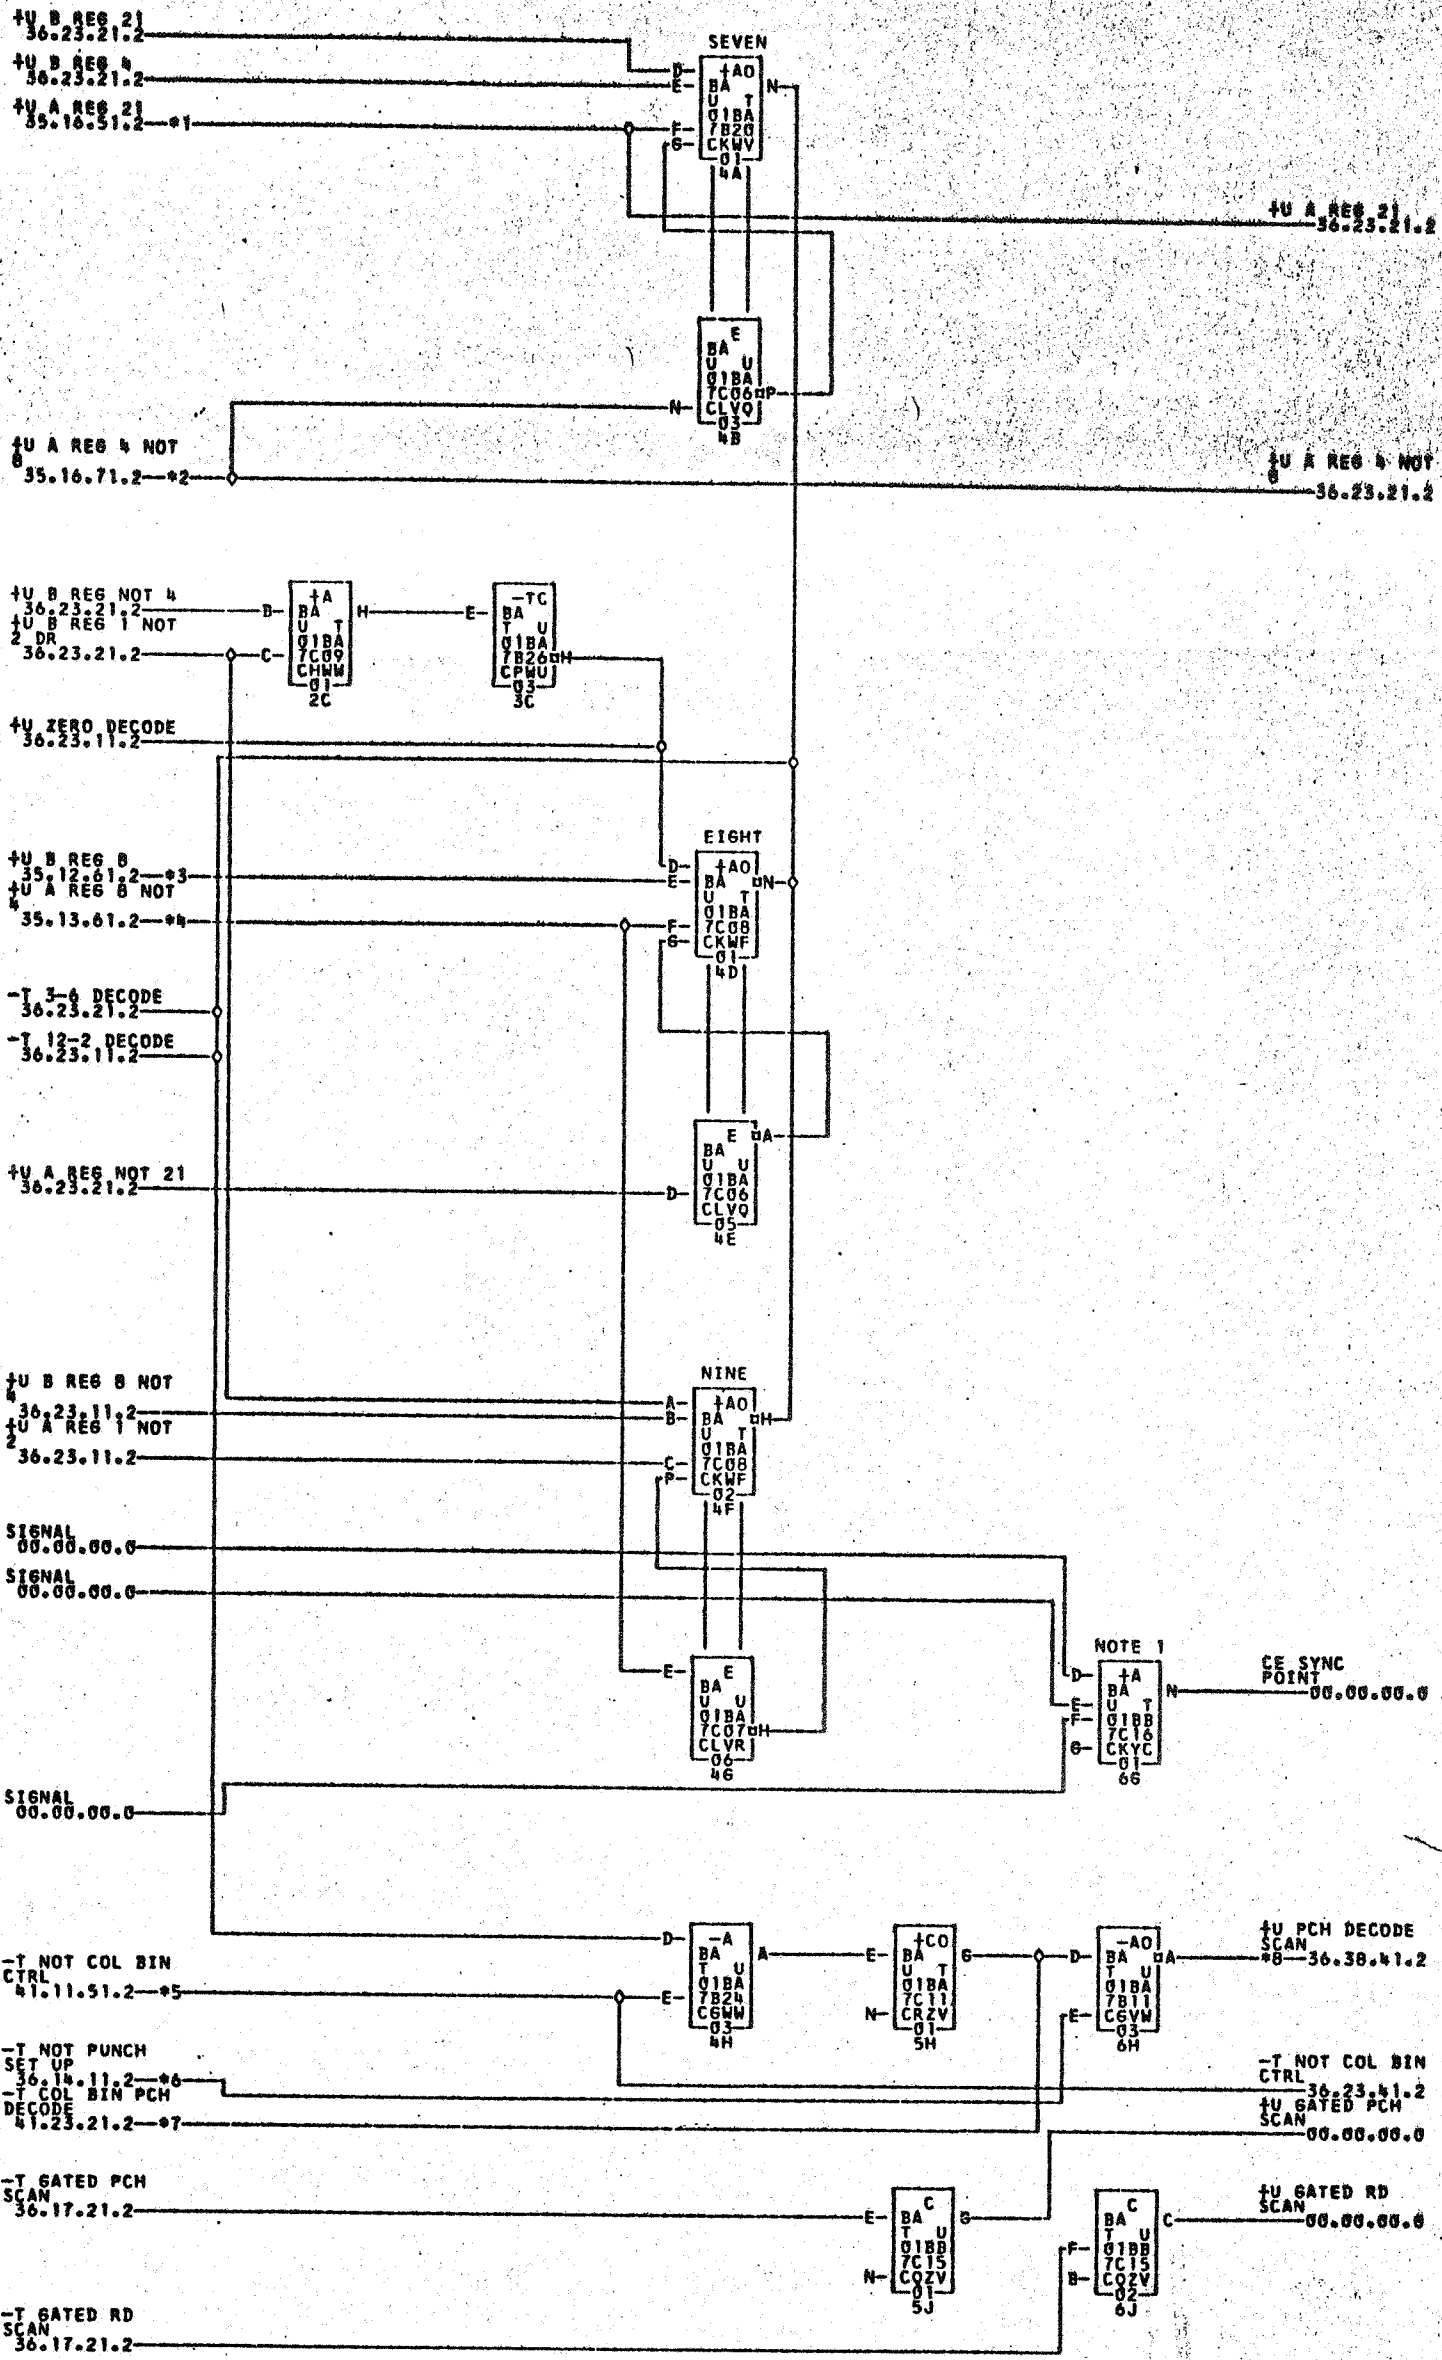 +U B REG 21
36.23.21.2
+U B REG 4
36.23.21.2
+U A REG 21
35.16.51.2 *1
SEVEN
D +AO
E BA N
U T
01BA
F 7B20
G CKWV
01
4A
+U A REG 21
36.23.21.2
E
BA
U U
01BA
7C06 P
N CLVQ
03
4B
+U A REG 4 NOT
8
35.16.71.2 *2
+U A REG 4 NOT
8
36.23.21.2
+U B REG NOT 4
36.23.21.2
+U B REG 1 NOT
2 DR
36.23.21.2
+A
B BA H
U T
01BA
C 7C09
CHWW
01
2C
-TC
E BA
T U
01BA
7B26 H
CPWU
03
3C
+U ZERO DECODE
36.23.11.2
+U B REG 8
35.12.61.2 *3
+U A REG 8 NOT
4
35.13.61.2 *4
EIGHT
D +AO
E BA N
U T
01BA
F 7C08
G CKWF
01
4D
-T 3-6 DECODE
36.23.21.2
-T 12-2 DECODE
36.23.11.2
+U A REG NOT 21
36.23.21.2
E A
BA
U U
01BA
D 7C06
CLVQ
05
4E
+U B REG 8 NOT
4
36.23.11.2
+U A REG 1 NOT
2
36.23.11.2
NINE
A +AO
B BA H
U T
01BA
C 7C08
P CKWF
02
4F
SIGNAL
00.00.00.0
SIGNAL
00.00.00.0
E E
BA
U U
01BA
7C07 H
CLVR
06
4G
NOTE 1
D +A
BA N
E U T
F 01BB
7C16
G CKYC
01
6G
CE SYNC
POINT
00.00.00.0
SIGNAL
00.00.00.0
-T NOT COL BIN
CTRL
41.11.51.2 *5
D -A
BA A
T U
01BA
E 7B24
CGWW
03
4H
+CO
E BA G
U T
01BA
7C11
N CRZV
01
5H
-AO
D BA A
T U
01BA
7B11
E CGVW
03
6H
+U PCH DECODE
SCAN
*8 36.38.41.2
-T NOT PUNCH
SET UP
36.14.11.2 *6
-T COL BIN PCH
DECODE
41.23.21.2 *7
-T NOT COL BIN
CTRL
36.23.41.2
+U GATED PCH
SCAN
00.00.00.0
-T GATED PCH
SCAN
36.17.21.2
C
E BA G
T U
01BB
7C15
N CQZV
01
5J
C
BA C
T U
F 01BB
7C15
B CQZV
02
6J
+U GATED RD
SCAN
00.00.00.0
-T GATED RD
SCAN
36.17.21.2